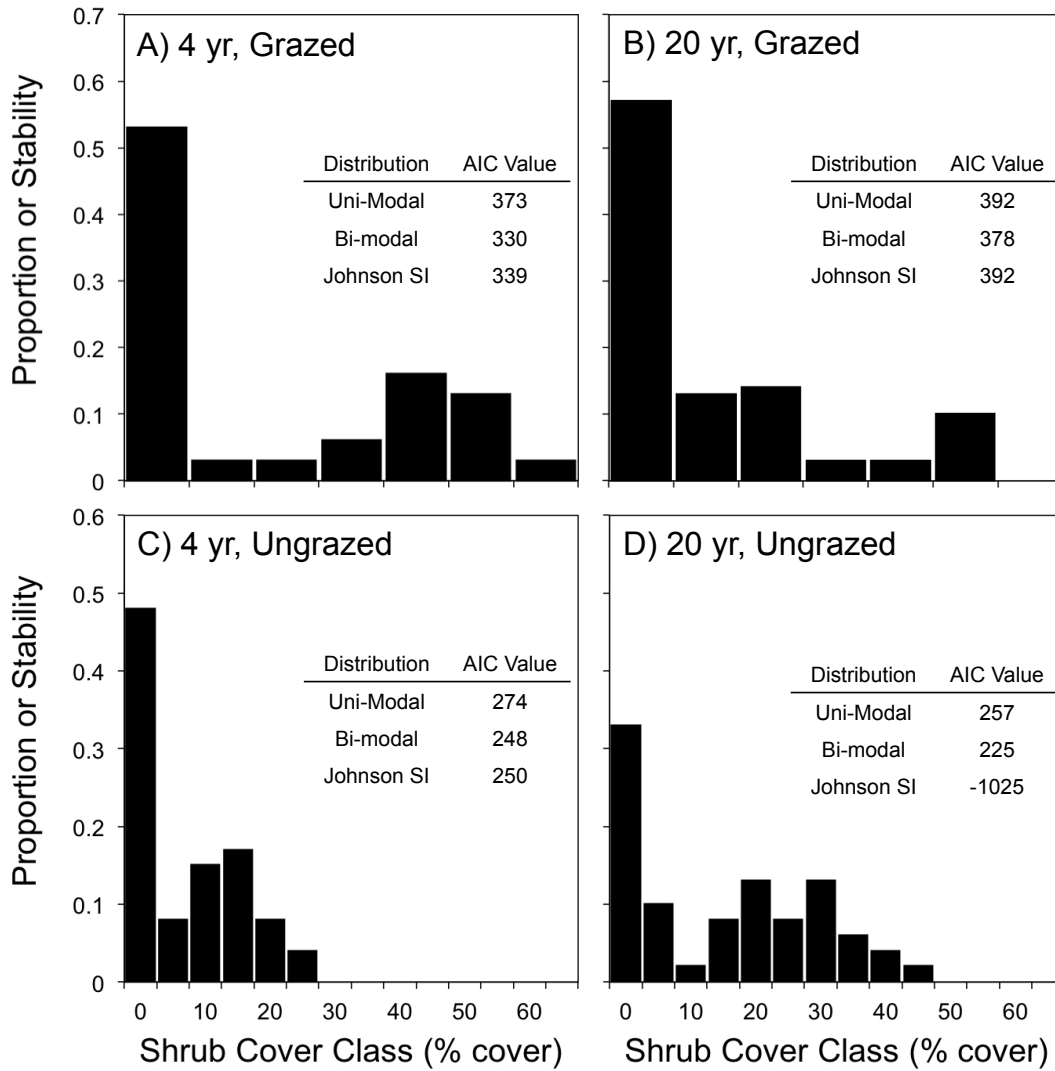 Proportion or Stability
0.7
0.6
0.5
0.4
0.3
0.2
0.1
0
A) 4 yr, Grazed
Distribution AIC Value
Uni-Modal 373
Bi-modal 330
Johnson SI 339
B) 20 yr, Grazed
Distribution AIC Value
Uni-Modal 392
Bi-modal 378
Johnson SI 392
Proportion or Stability
0.6
0.5
0.4
0.3
0.2
0.1
0
C) 4 yr, Ungrazed
Distribution AIC Value
Uni-Modal 274
Bi-modal 248
Johnson SI 250
D) 20 yr, Ungrazed
Distribution AIC Value
Uni-Modal 257
Bi-modal 225
Johnson SI -1025
0 10 20 30 40 50 60
0 10 20 30 40 50 60
Shrub Cover Class (% cover)
Shrub Cover Class (% cover)